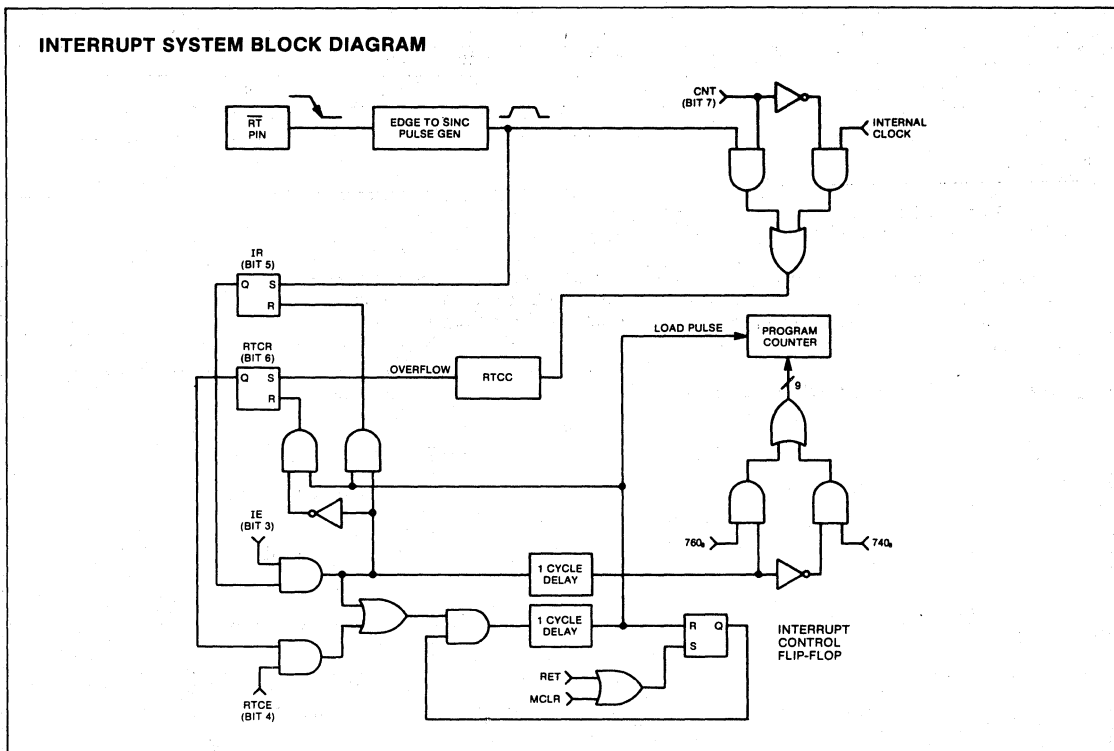 INTERRUPT SYSTEM BLOCK DIAGRAM
RT
PIN
EDGE TO SINC
PULSE GEN
CNT
(BIT 7)
INTERNAL
CLOCK
IR
(BIT 5)
Q
S
R
RTCR
(BIT 6)
Q
S
R
OVERFLOW
RTCC
LOAD PULSE
PROGRAM
COUNTER
9
IE
(BIT 3)
760₈
740₈
1 CYCLE
DELAY
1 CYCLE
DELAY
R
Q
S
INTERRUPT
CONTROL
FLIP-FLOP
RET
MCLR
RTCE
(BIT 4)